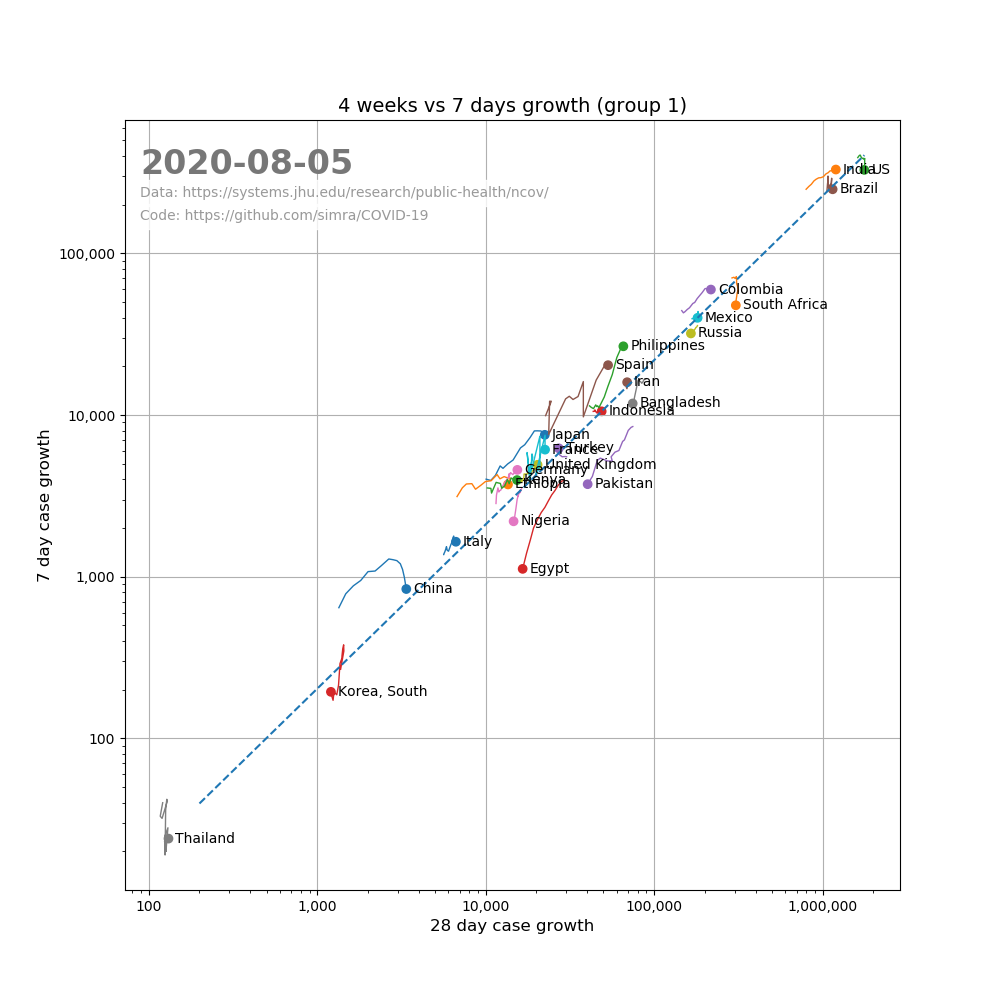 4 weeks vs 7 days growth (group 1)
2020-08-05
Data: https://systems.jhu.edu/research/public-health/ncov/
Code: https://github.com/simra/COVID-19
India
US
Brazil
Colombia
South Africa
Mexico
Russia
Philippines
Spain
Iran
Bangladesh
Indonesia
Japan
Turkey
France
United Kingdom
Germany
Kenya
Ethiopia
Pakistan
Nigeria
Italy
Egypt
China
Korea, South
Thailand
7 day case growth
100,000
10,000
1,000
100
100
1,000
10,000
100,000
1,000,000
28 day case growth